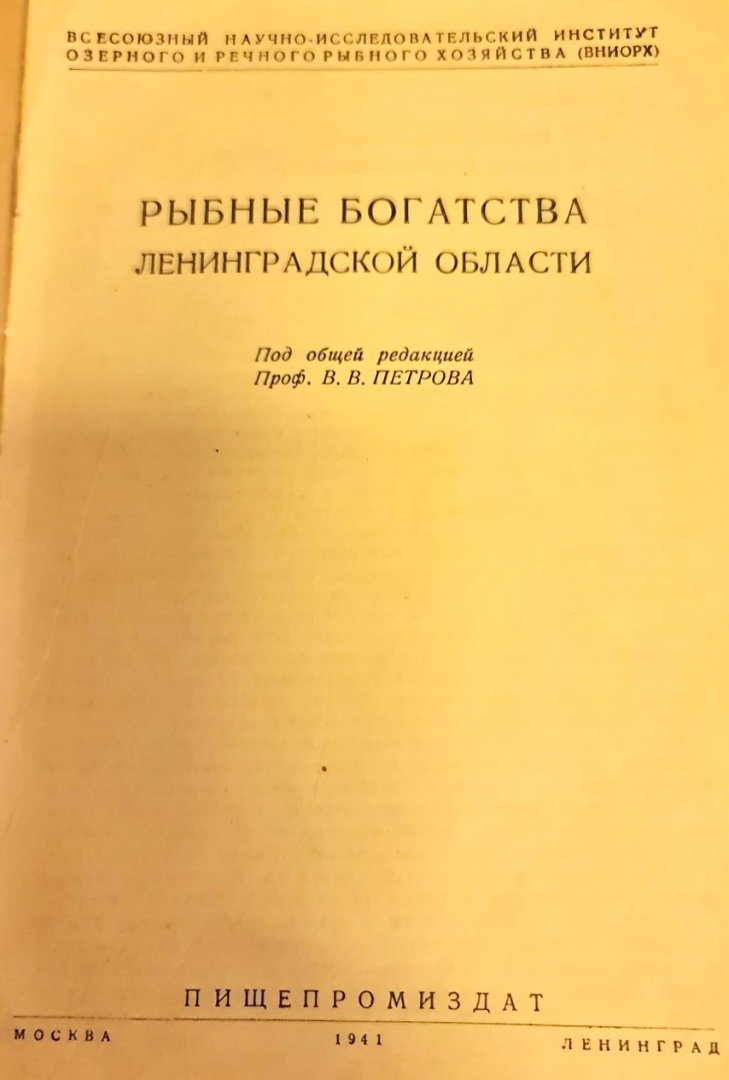 ВСЕСОЮЗНЫЙ НАУЧНО-ИССЛЕДОВАТЕЛЬСКИЙ ИНСТИТУТ
ОЗЕРНОГО И РЕЧНОГО РЫБНОГО ХОЗЯЙСТВА (ВНИОРХ)
РЫБНЫЕ БОГАТСТВА
ЛЕНИНГРАДСКОЙ ОБЛАСТИ
Под общей редакцией
Проф. В. В. ПЕТРОВА
ПИЩЕПРОМИЗДАТ
МОСКВА 1941 ЛЕНИНГРАД